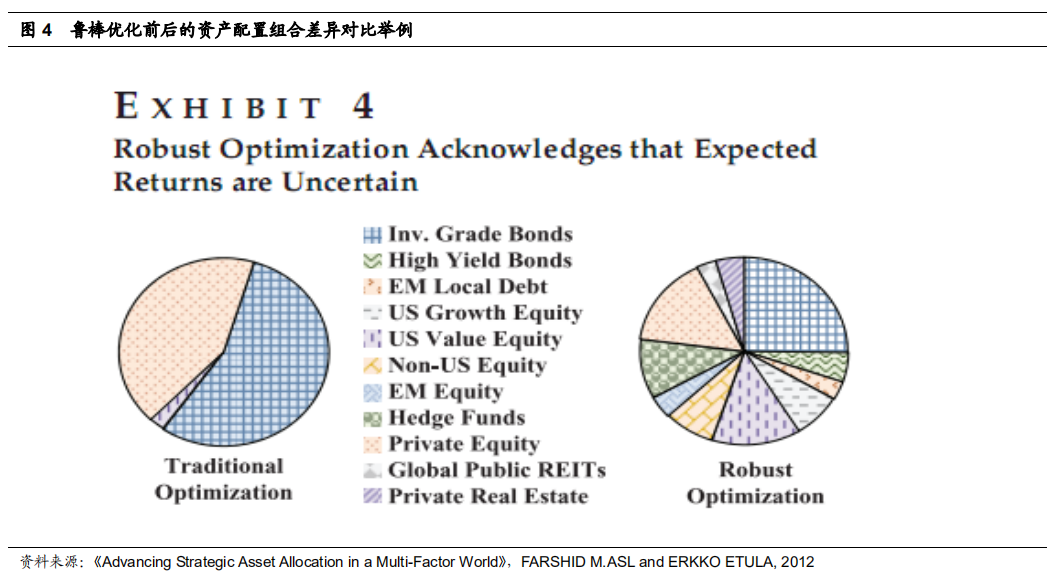 图 4 鲁棒优化前后的资产配置组合差异对比举例
EXHIBIT 4
Robust Optimization Acknowledges that Expected
Returns are Uncertain
Inv. Grade Bonds
High Yield Bonds
EM Local Debt
US Growth Equity
US Value Equity
Non-US Equity
EM Equity
Hedge Funds
Private Equity
Global Public REITs
Private Real Estate
Traditional
Optimization
Robust
Optimization
资料来源:《Advancing Strategic Asset Allocation in a Multi-Factor World》，FARSHID M.ASL and ERKKO ETULA, 2012